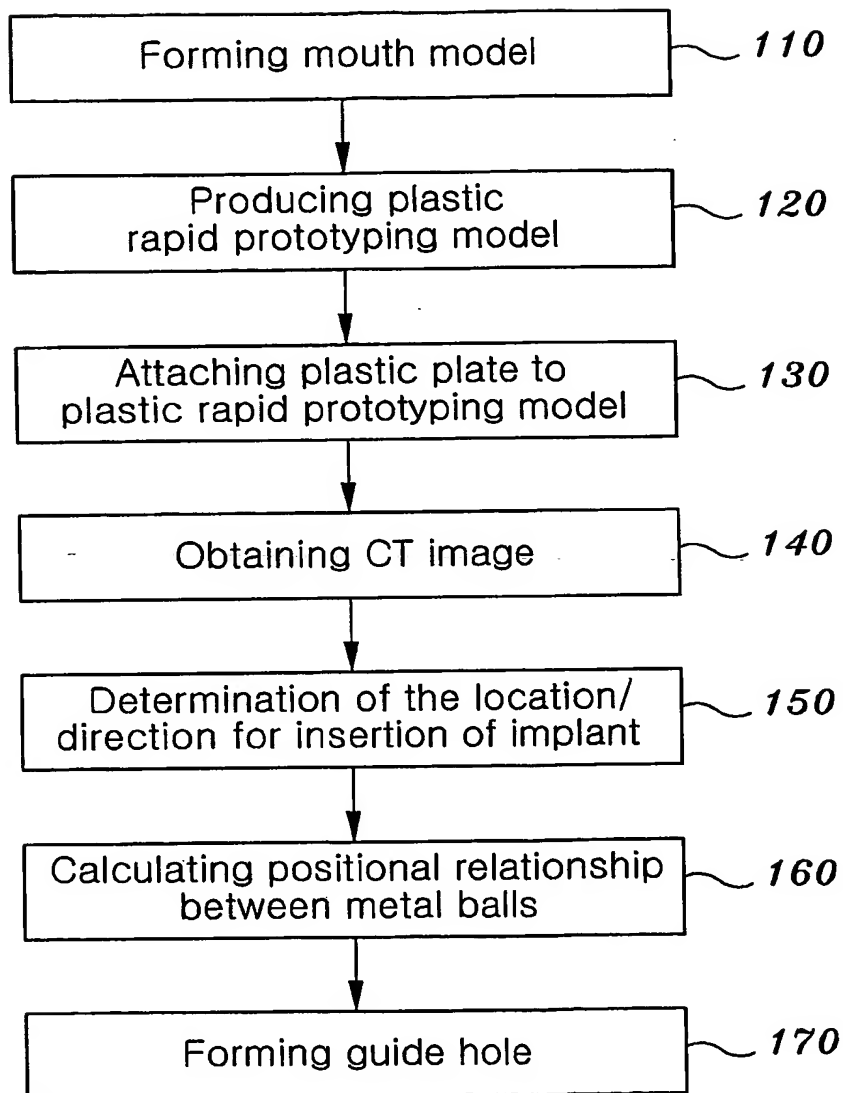 Forming mouth model
110
Producing plastic
rapid prototyping model
120
Attaching plastic plate to
plastic rapid prototyping model
130
Obtaining CT image
140
Determination of the location/
direction for insertion of implant
150
Calculating positional relationship
between metal balls
160
Forming guide hole
170